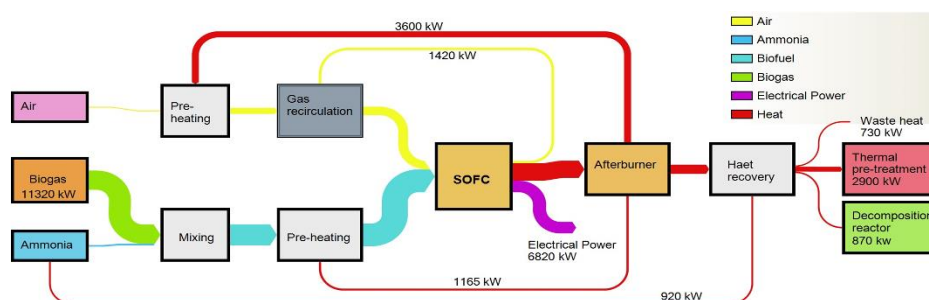 3600 kW
1420 kW
Air
Ammonia
Biofuel
Biogas
Electrical Power
Heat
Air
Pre-
heating
Gas
recirculation
Waste heat
730 kW
Biogas
11320 kW
SOFC
Afterburner
Haet
recovery
Thermal
pre-treatment
2900 kW
Ammonia
Mixing
Pre-heating
Electrical Power
6820 kW
Decomposition
reactor
870 kw
1165 kW
920 kW